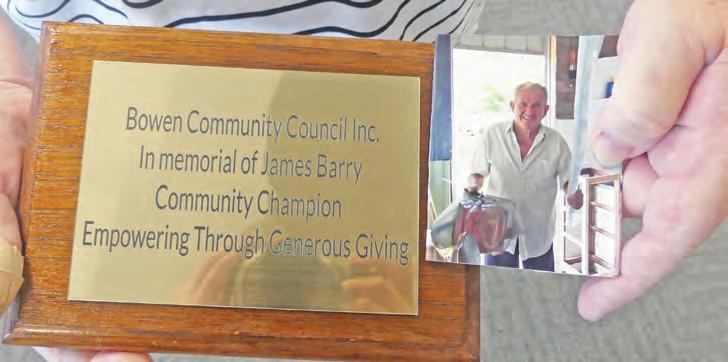 Bowen Community Council Inc.
In memorial of James Barry
Community Champion
Empowering Through Generous Giving